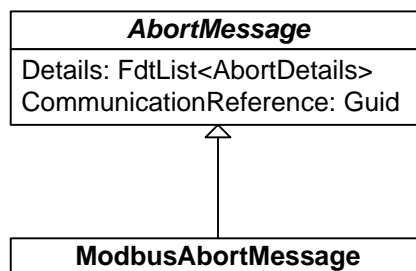 AbortMessage
Details: FdtList<AbortDetails>
CommunicationReference: Guid
ModbusAbortMessage